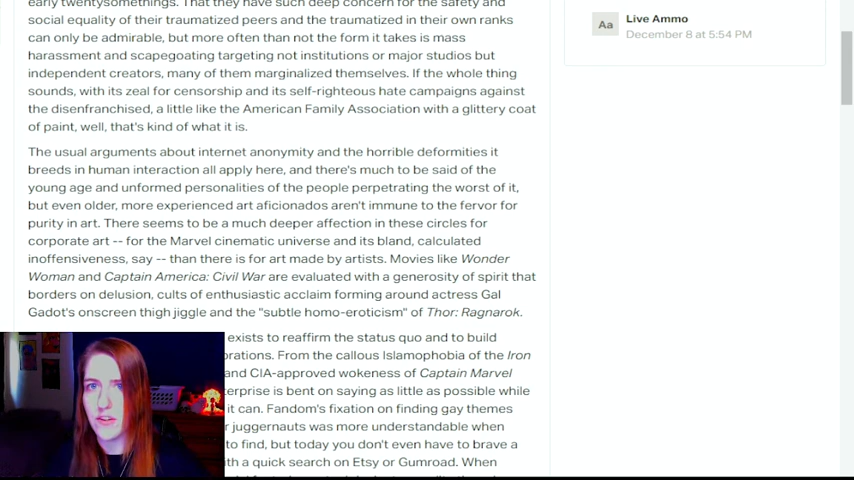 early twentysomethings. That they have such deep concern for the safety and
social equality of their traumatized peers and the traumatized in their own ranks
can only be admirable, but more often than not the form it takes is mass
harassment and scapegoating targeting not institutions or major studios but
independent creators, many of them marginalized themselves. If the whole thing
sounds, with its zeal for censorship and its self-righteous hate campaigns against
the disenfranchised, a little like the American Family Association with a glittery coat
of paint, well, that's kind of what it is.
The usual arguments about internet anonymity and the horrible deformities it
breeds in human interaction all apply here, and there's much to be said of the
young age and unformed personalities of the people perpetrating the worst of it,
but even older, more experienced art aficionados aren't immune to the fervor for
purity in art. There seems to be a much deeper affection in these circles for
corporate art -- for the Marvel cinematic universe and its bland, calculated
inoffensiveness, say -- than there is for art made by artists. Movies like Wonder
Woman and Captain America: Civil War are evaluated with a generosity of spirit that
borders on delusion, cults of enthusiastic acclaim forming around actress Gal
Gadot's onscreen thigh jiggle and the "subtle homo-eroticism" of Thor: Ragnarok.
exists to reaffirm the status quo and to build
orations. From the callous Islamophobia of the Iron
and CIA-approved wokeness of Captain Marvel
terprise is bent on saying as little as possible while
it can. Fandom's fixation on finding gay themes
r juggernauts was more understandable when
to find, but today you don't even have to brave a
th a quick search on Etsy or Gumroad. When
Aa
Live Ammo
December 8 at 5:54 PM